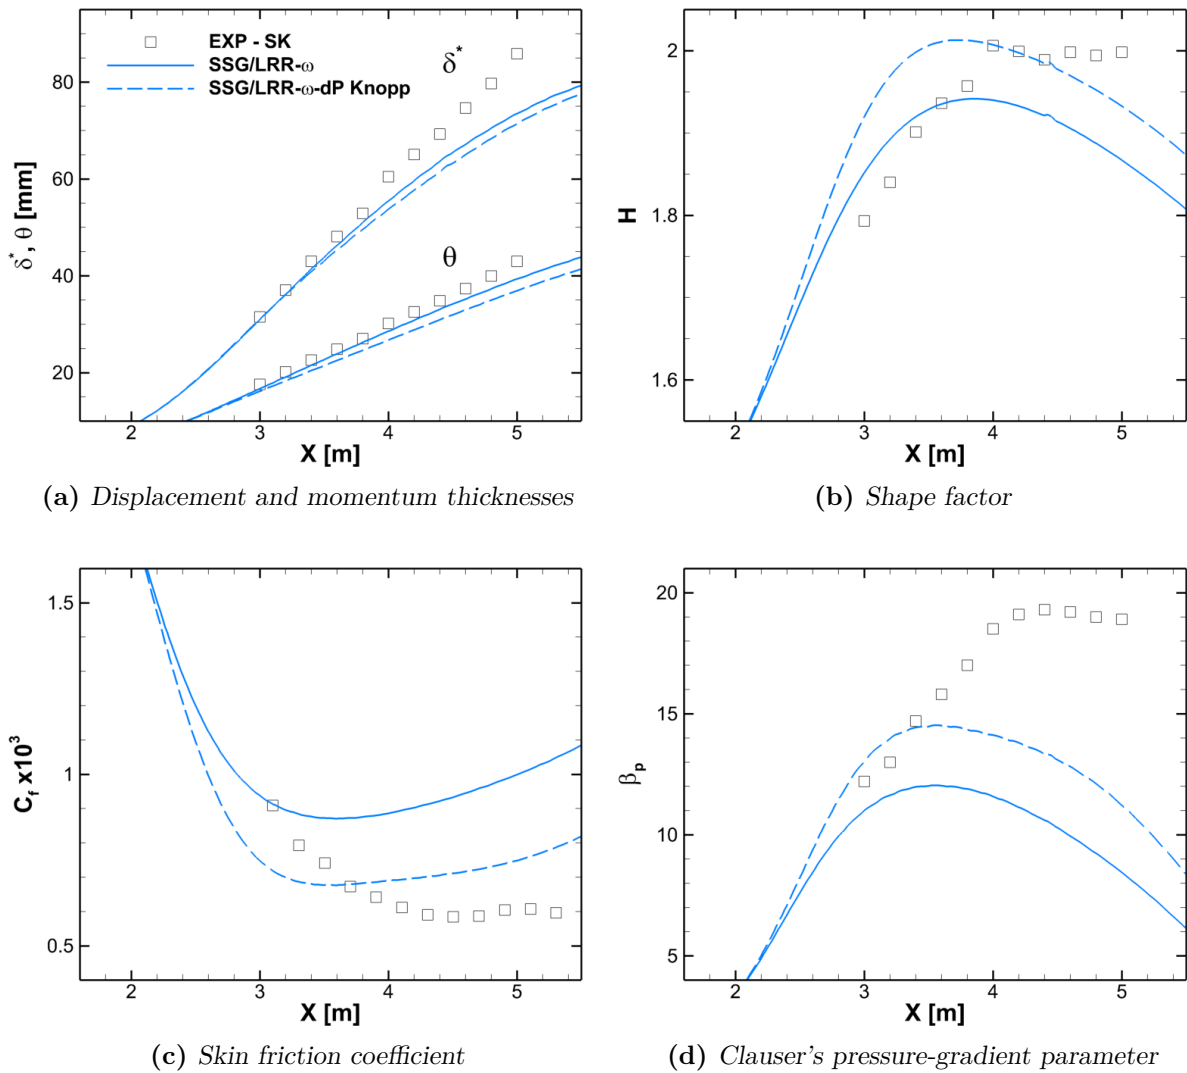 EXP - SK
SSG/LRR-ω
SSG/LRR-ω-dP Knopp
δ*
θ
80
60
40
20
δ*, θ [mm]
2 3 4 5
X [m]
(a) Displacement and momentum thicknesses
2
1.8
1.6
H
2 3 4 5
X [m]
(b) Shape factor
1.5
1
0.5
Cf x10³
2 3 4 5
X [m]
(c) Skin friction coefficient
20
15
10
5
βp
2 3 4 5
X [m]
(d) Clauser's pressure-gradient parameter